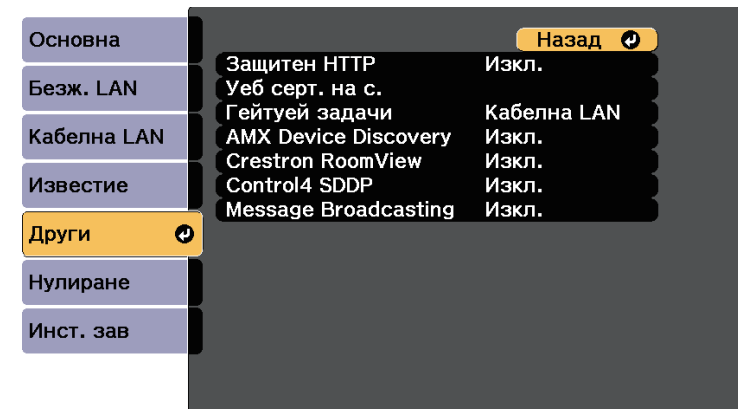 Основна
Безж. LAN
Кабелна LAN
Известие
Други
Нулиране
Инст. зав
Назад
Защитен HTTP Изкл.
Уеб серт. на с.
Гейтуей задачи Кабелна LAN
AMX Device Discovery Изкл.
Crestron RoomView Изкл.
Control4 SDDP Изкл.
Message Broadcasting Изкл.